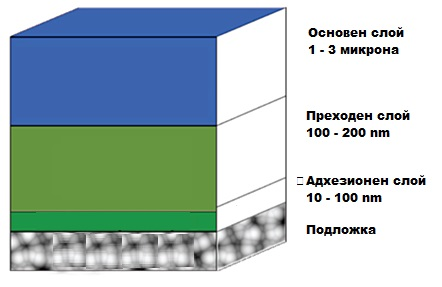 Основен слой
1 - 3 микрона
Преходен слой
100 - 200 nm
Адхезионен слой
10 - 100 nm
Подложка